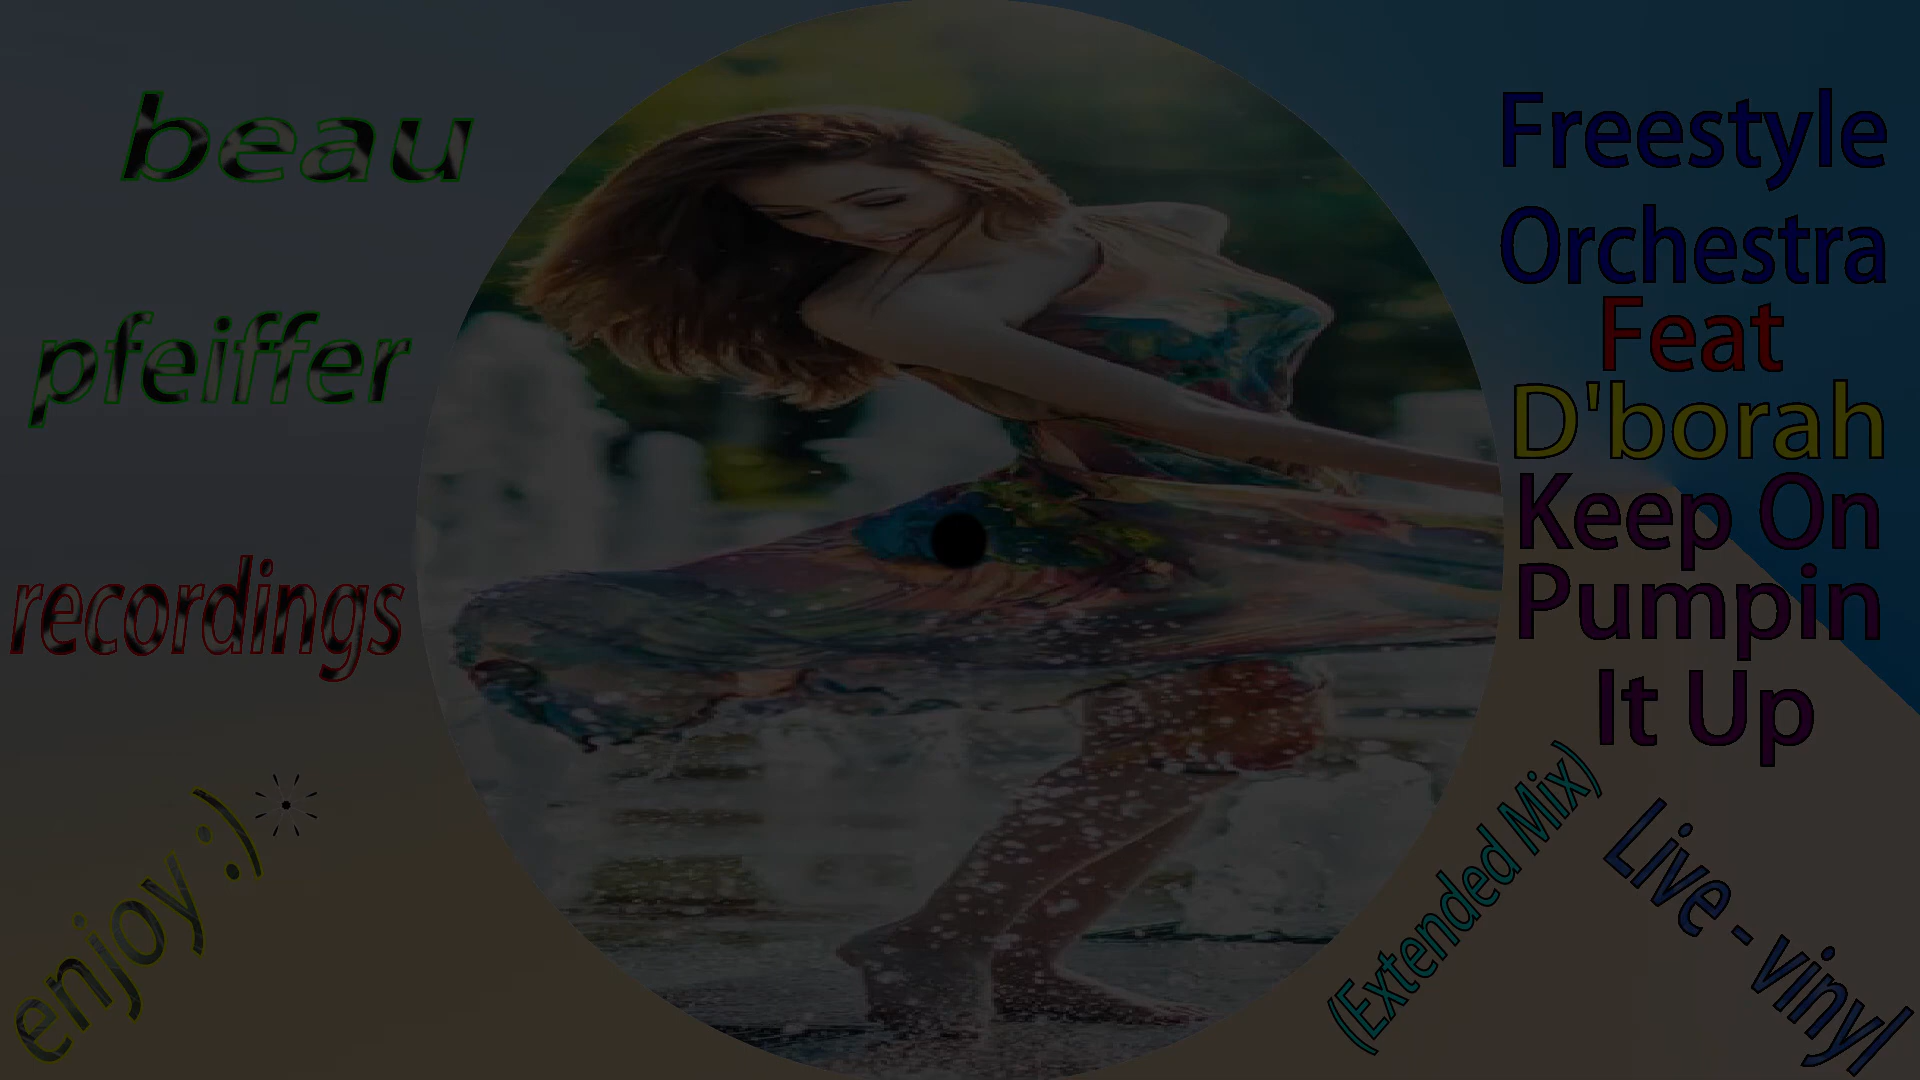 beau
pfeiffer
recordings
enjoy :)
Freestyle
Orchestra
Feat
D'borah
Keep On
Pumpin
It Up
(Extended Mix)
Live - vinyl